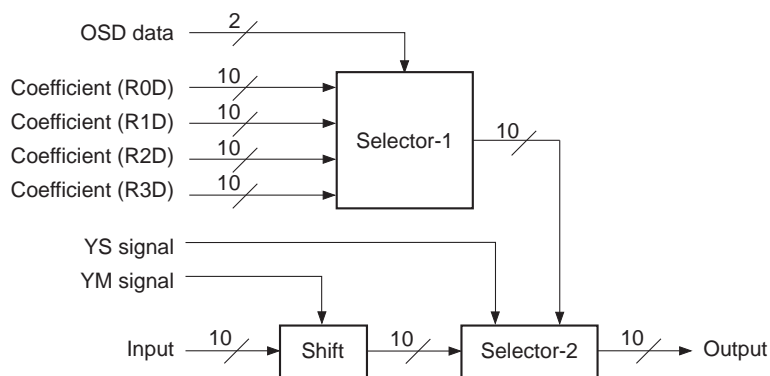 OSD data 2
Coefficient (R0D) 10
Coefficient (R1D) 10
Coefficient (R2D) 10
Coefficient (R3D) 10
Selector-1 10
YS signal
YM signal
Input 10 Shift 10 Selector-2 10 Output